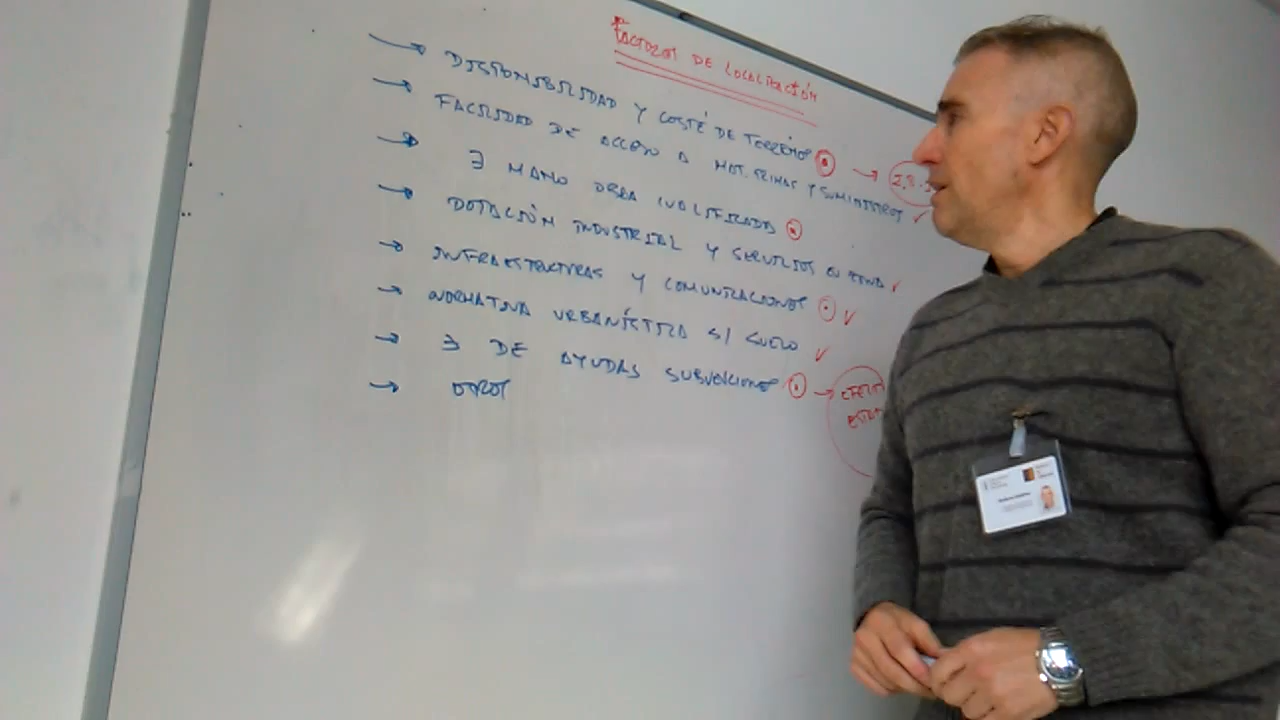 FACTORES DE LOCALIZACIÓN
→ DISPONIBILIDAD Y COSTE DE TERRENOS →
→ FACILIDAD DE ACCESO A MAT. PRIMAS Y SUMINISTROS ✓
→ ∃ MANO OBRA CUALIFICADA
→ DOTACIÓN INDUSTRIAL Y SERVICIOS EN ZONA ✓
→ INFRAESTRUCTURAS Y COMUNICACIONES ✓
→ NORMATIVA URBANÍSTICA S/ SUELO ✓
→ ∃ DE AYUDAS SUBVENCIONES →
→ OTROS